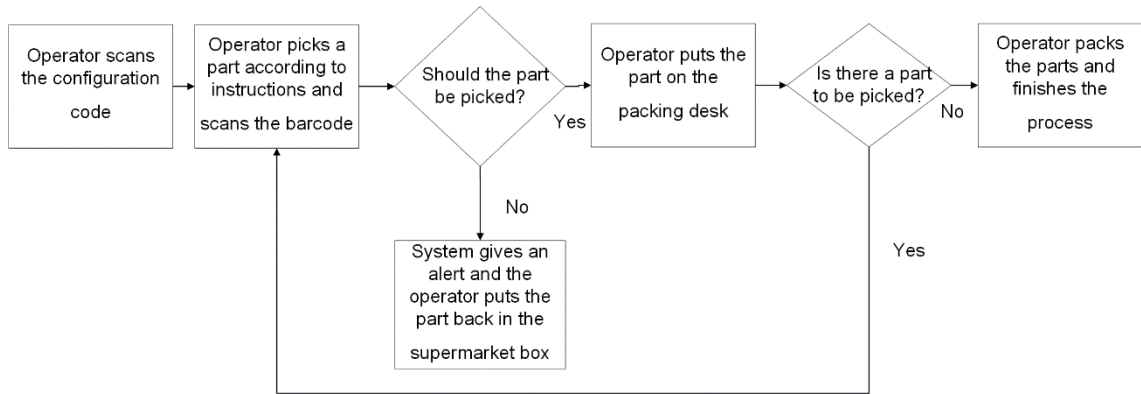 Operator scans
the configuration
code
Operator picks a
part according to
instructions and
scans the barcode
Should the part
be picked?
Yes
No
System gives an
alert and the
operator puts the
part back in the
supermarket box
Operator puts the
part on the
packing desk
Is there a part
to be picked?
No
Yes
Operator packs
the parts and
finishes the
process